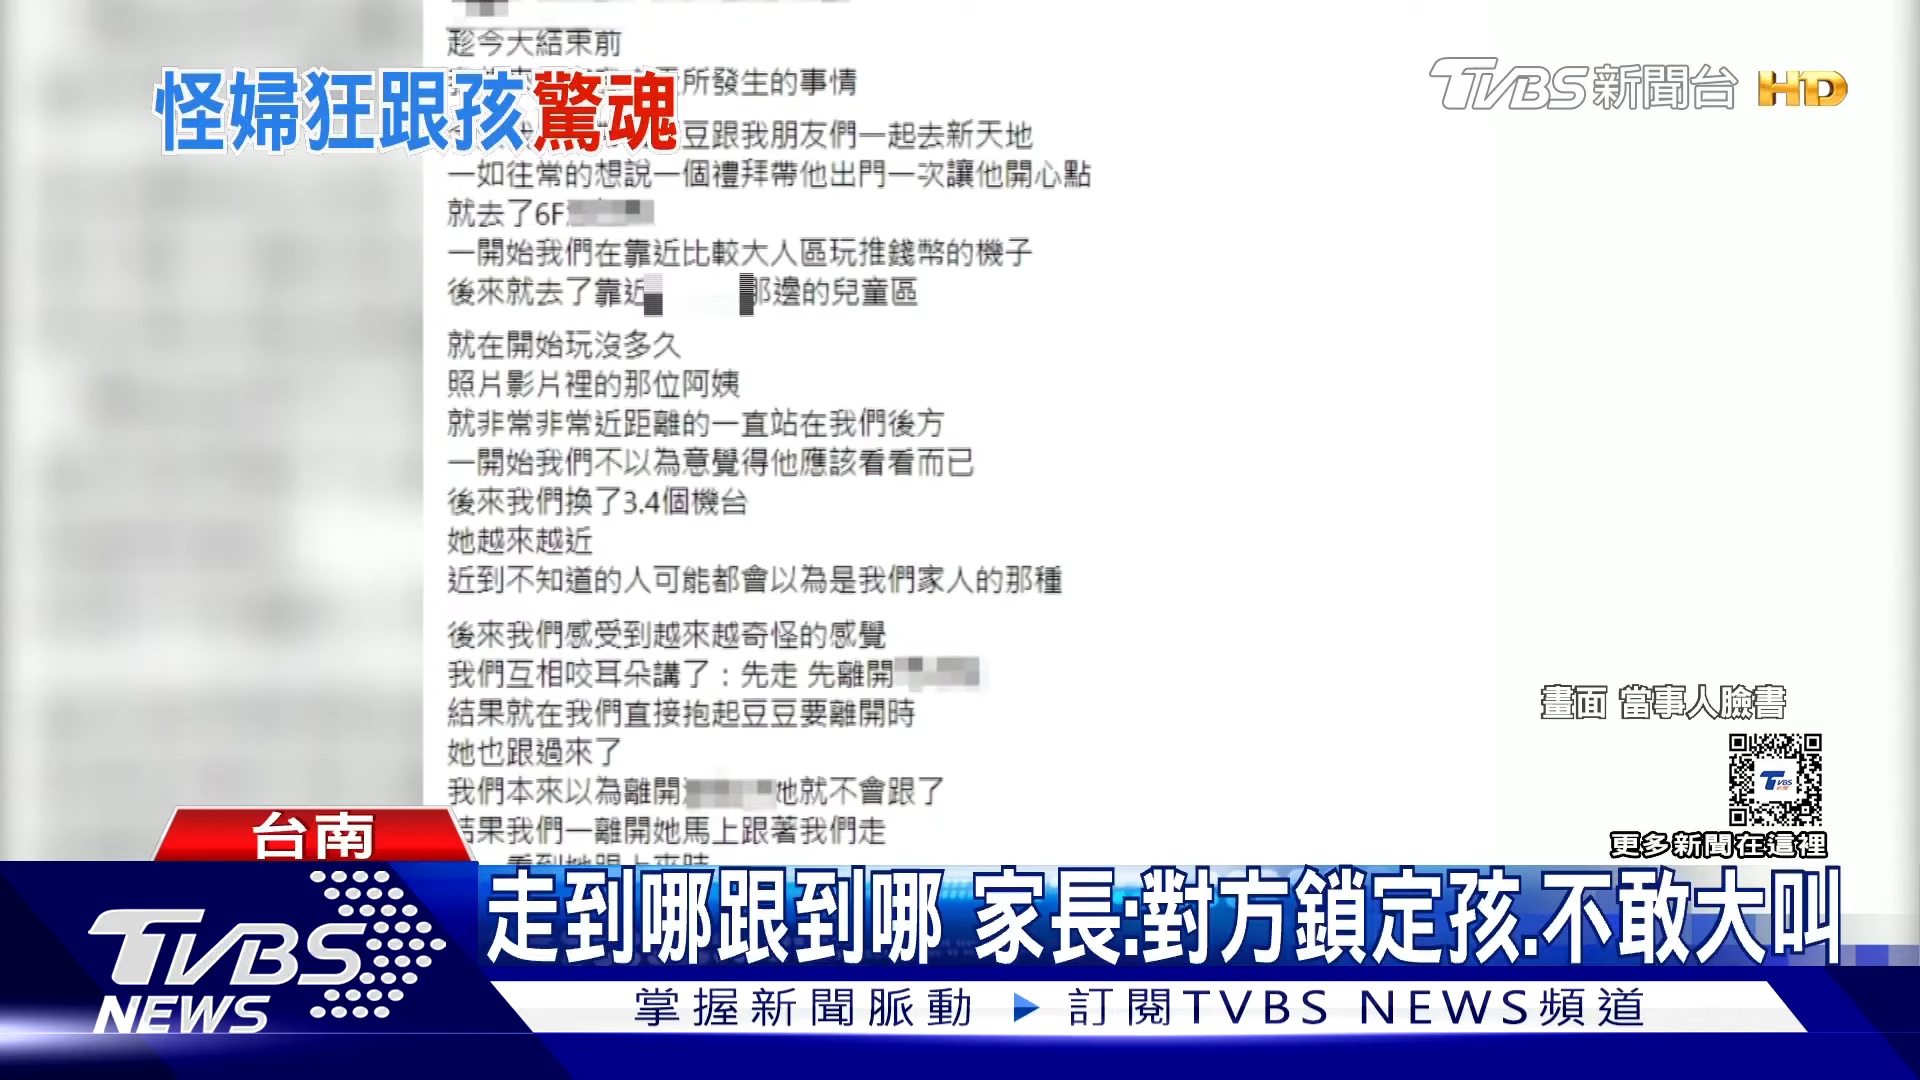 趁今天結束前
所發生的事情
怪婦狂跟孩驚魂
TVBS新聞台 HD
豆跟我朋友們一起去新天地
一如往常的想說一個禮拜帶他出門一次讓他開心點
就去了6F
一開始我們在靠近比較大人區玩推錢幣的機子
後來就去了靠近 那邊的兒童區
就在開始玩沒多久
照片影片裡的那位阿姨
就非常非常近距離的一直站在我們後方
一開始我們不以為意覺得他應該看看而已
後來我們換了3.4個機台
她越來越近
近到不知道的人可能都會以為是我們家人的那種
後來我們感受到越來越奇怪的感覺
我們互相咬耳朵講了：先走 先離開
結果就在我們直接抱起豆豆要離開時
她也跟過來了
我們本來以為離開 她就不會跟了
結果我們一離開她馬上跟著我們走
畫面 當事人臉書
TVBS 新聞
更多新聞在這裡
台南
走到哪跟到哪 家長:對方鎖定孩.不敢大叫
TVBS NEWS
掌握新聞脈動 ▶ 訂閱TVBS NEWS頻道